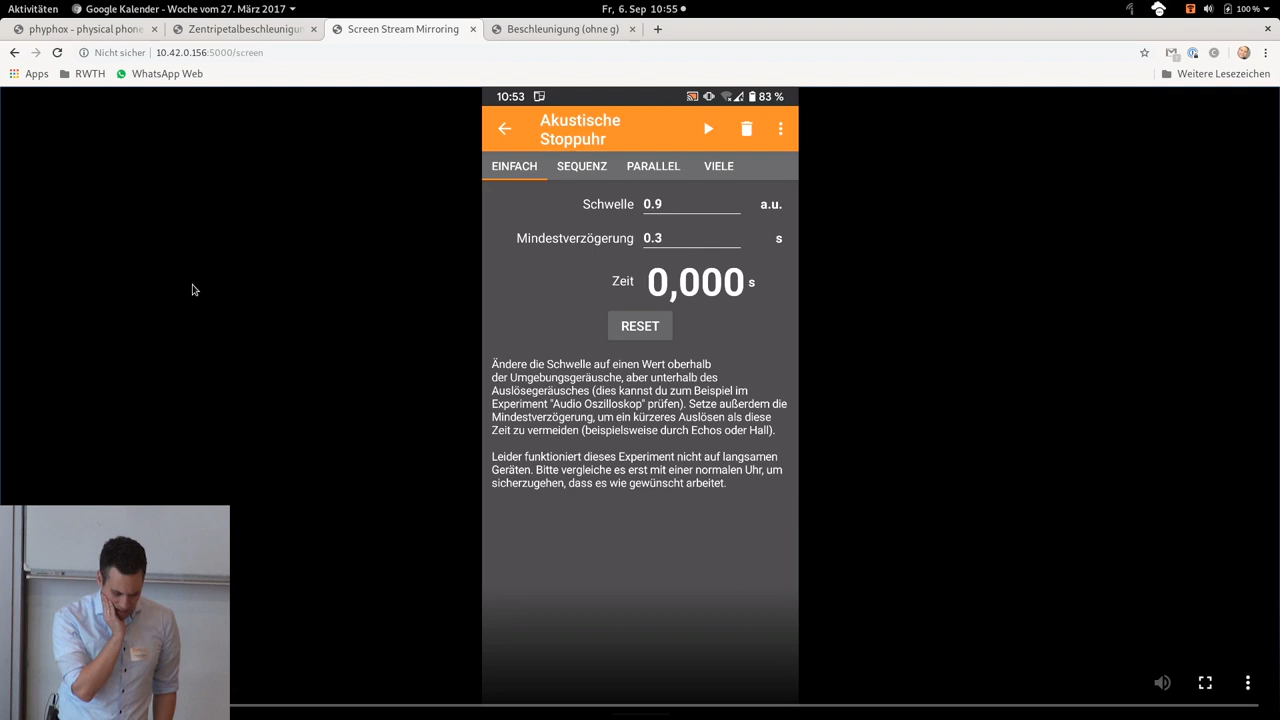 Aktivitäten
Google Kalender - Woche vom 27. März 2017
Fr, 6. Sep 10:55
100 %
phyphox - physical phone
Zentripetalbeschleunigun
Screen Stream Mirroring
Beschleunigung (ohne g)
Nicht sicher
10.42.0.156:5000/screen
Apps
RWTH
WhatsApp Web
Weitere Lesezeichen
10:53
83 %
Akustische
Stoppuhr
EINFACH SEQUENZ PARALLEL VIELE
Schwelle 0.9 a.u.
Mindestverzögerung 0.3 s
Zeit 0,000 s
RESET
Ändere die Schwelle auf einen Wert oberhalb
der Umgebungsgeräusche, aber unterhalb des
Auslösegeräusches (dies kannst du zum Beispiel im
Experiment "Audio Oszilloskop" prüfen). Setze außerdem die
Mindestverzögerung, um ein kürzeres Auslösen als diese
Zeit zu vermeiden (beispielsweise durch Echos oder Hall).
Leider funktioniert dieses Experiment nicht auf langsamen
Geräten. Bitte vergleiche es erst mit einer normalen Uhr, um
sicherzugehen, dass es wie gewünscht arbeitet.